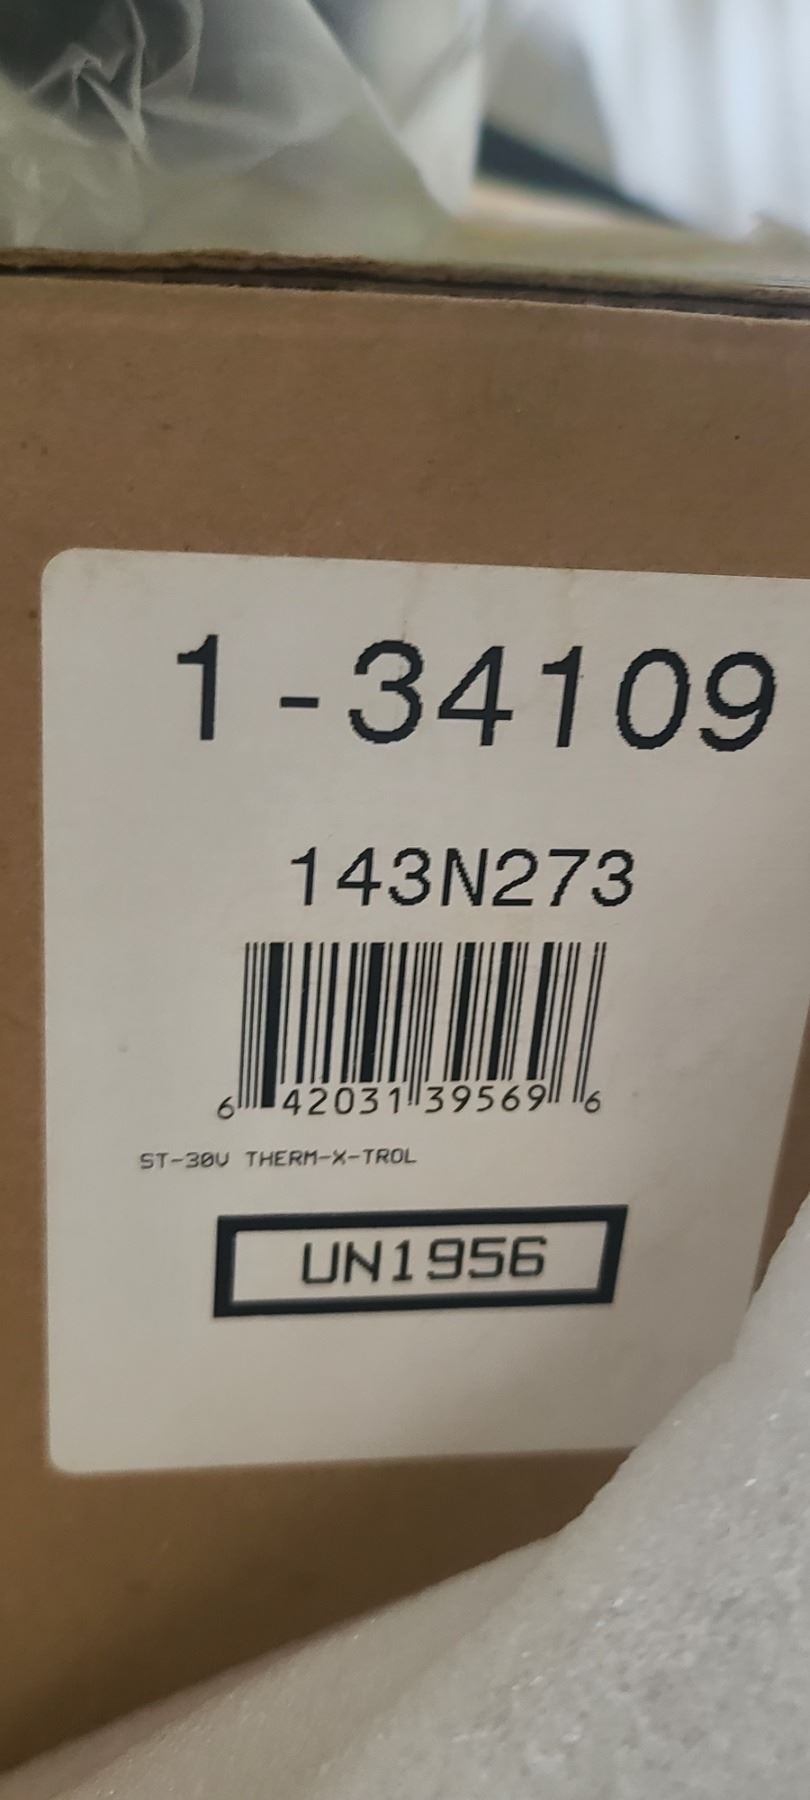 1-34109
143N273
6 42031 39569 6
ST-30V THERM-X-TROL
UN1956